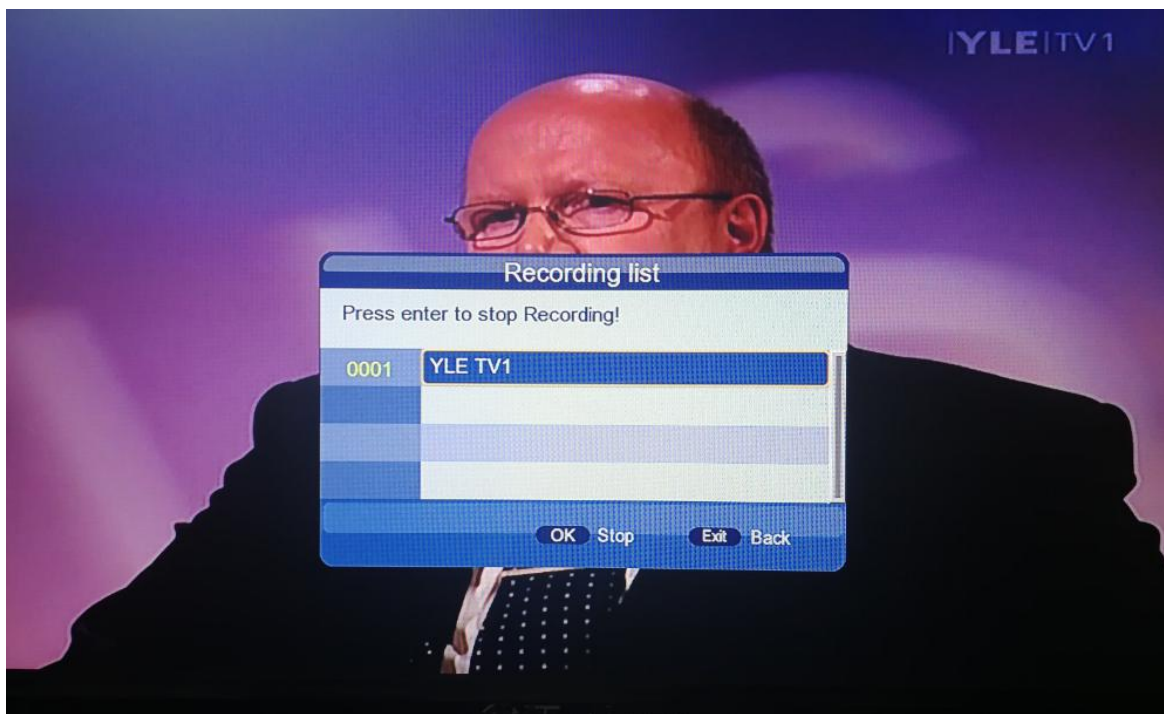 |YLE|TV1
Recording list
Press enter to stop Recording!
0001 YLE TV1
OK Stop Exit Back